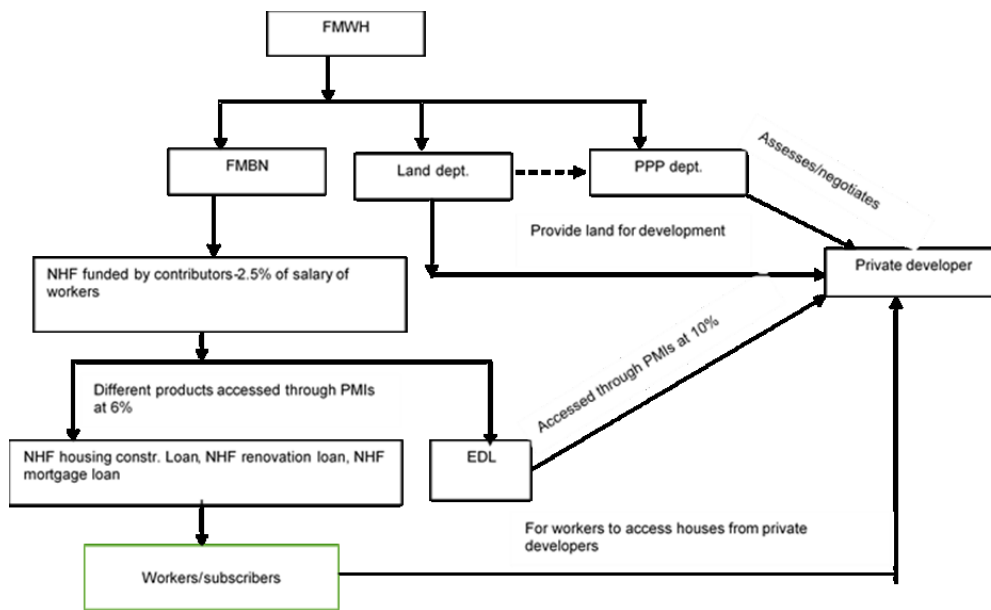 FMWH
FMBN
Land dept.
PPP dept.
Assesses/negotiates
Provide land for development
Private developer
NHF funded by contributors-2.5% of salary of
workers
Accessed through PMIs at 10%
Different products accessed through PMIs
at 6%
NHF housing constr. Loan, NHF renovation loan, NHF
mortgage loan
EDL
For workers to access houses from private
developers
Workers/subscribers